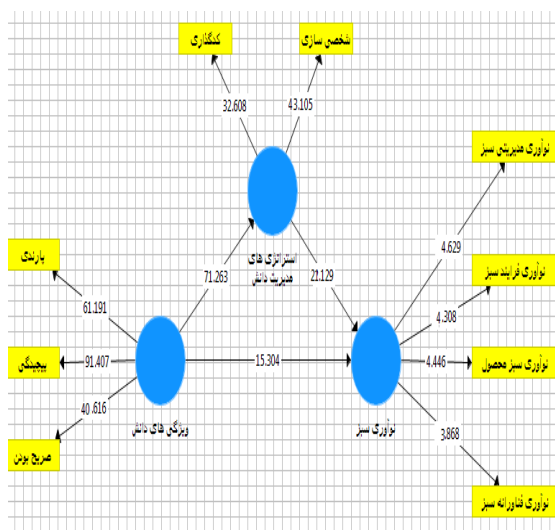 کدگذاری
شخصی سازی
32.608
43.105
نوآوری مدیریتی سبز
4.629
استراتژی های
مدیریت دانش
پارندی
71.263
21.129
نوآوری فرایند سبز
4.308
61.191
پیچیدگی
91.407
15.304
4.446
نوآوری سبز محصول
40.616
ویژگی های دانش
نوآوری سبز
3.868
صریح بودن
نوآوری فناورانه سبز